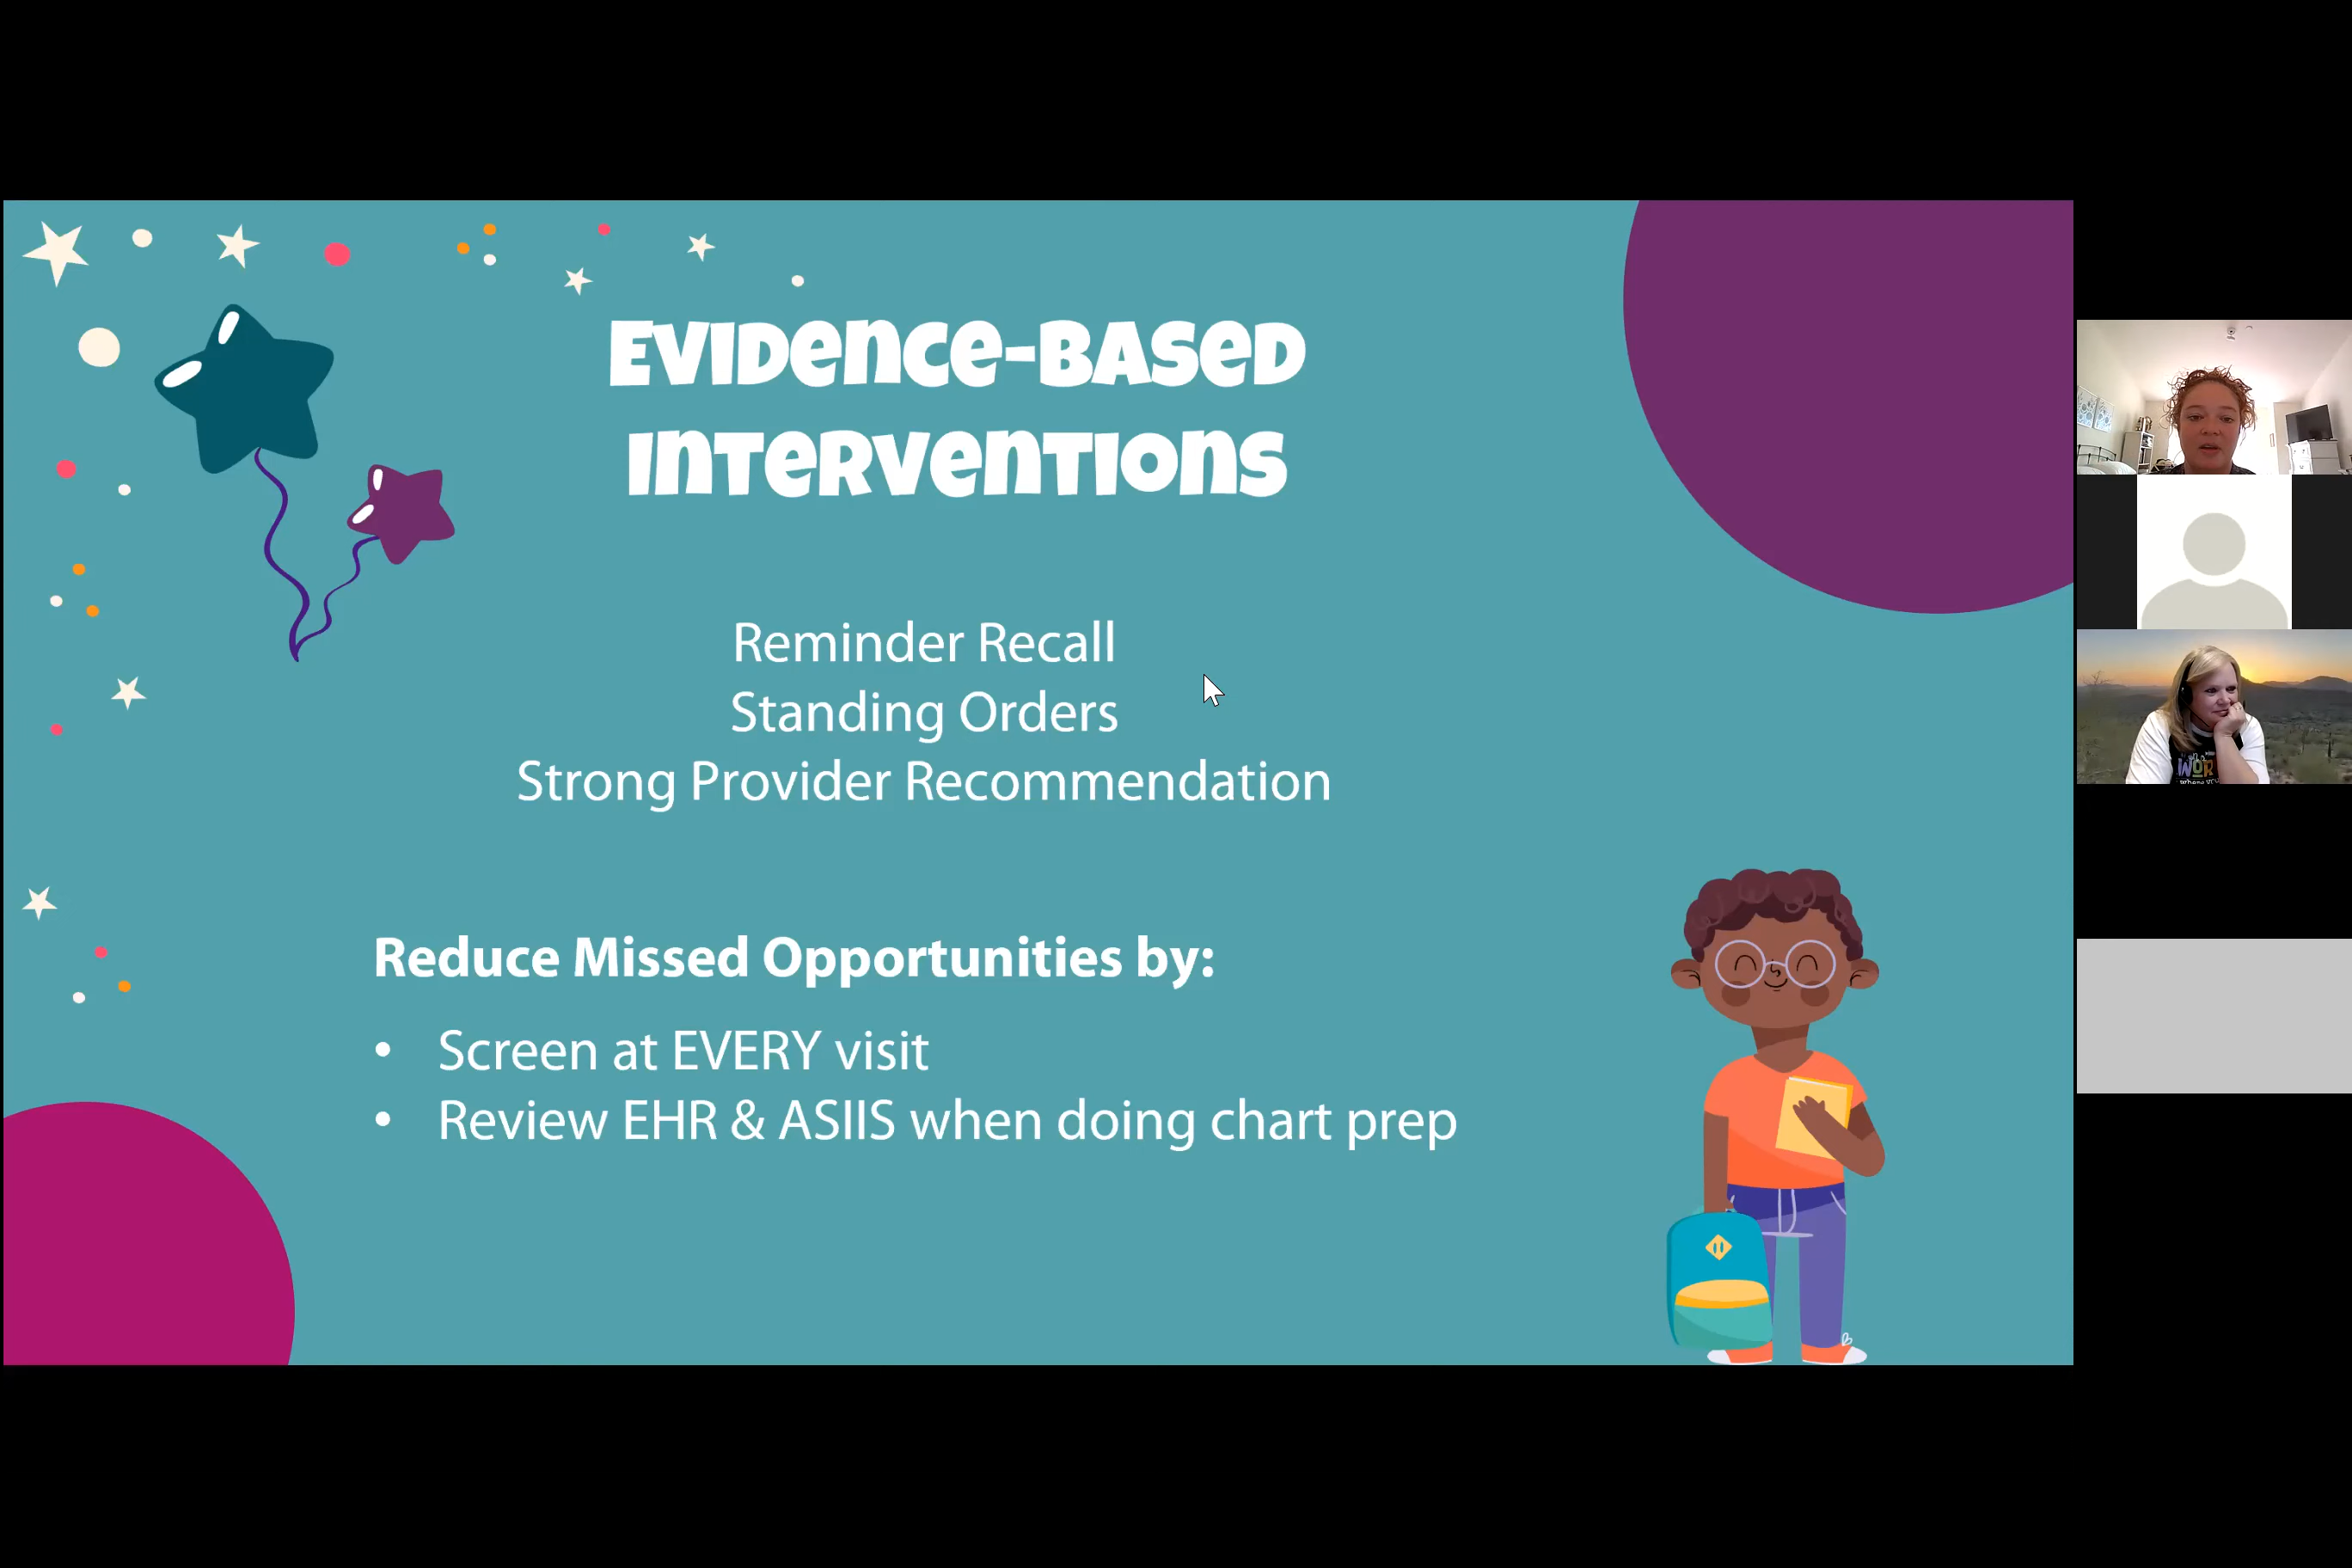 Evidence-Based
Interventions
Reminder Recall
Standing Orders
Strong Provider Recommendation
Reduce Missed Opportunities by:
• Screen at EVERY visit
• Review EHR & ASIIS when doing chart prep